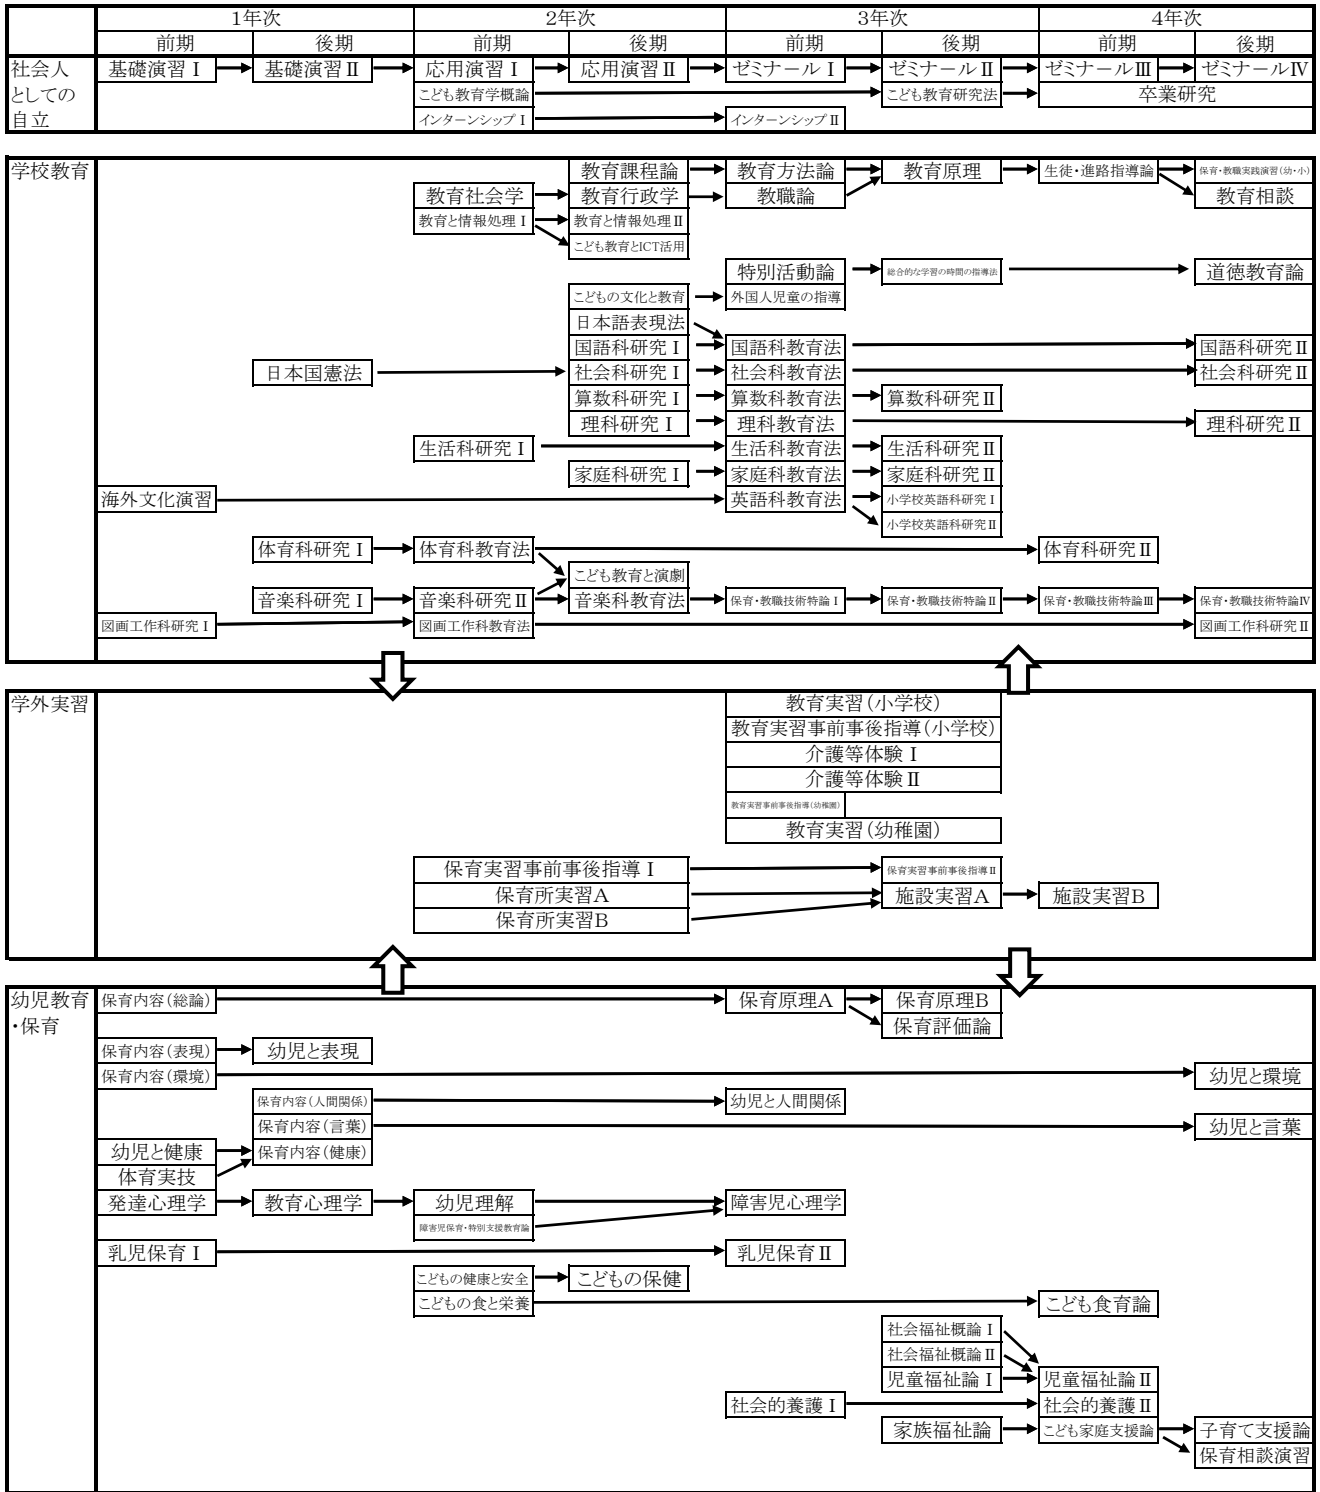 1年次 2年次 3年次 4年次
前期 後期 前期 後期 前期 後期 前期 後期
社会人 基礎演習Ⅰ 基礎演習Ⅱ 応用演習Ⅰ 応用演習Ⅱ ゼミナールⅠ ゼミナールⅡ ゼミナールⅢ ゼミナールⅣ
としての こども教育学概論 こども教育研究法 卒業研究
自立 インターンシップⅠ インターンシップⅡ
学校教育 教育課程論 教育方法論 教育原理 生徒・進路指導論 保育・教職実践演習(幼・小)
教育社会学 教育行政学 教職論 教育相談
教育と情報処理Ⅰ 教育と情報処理Ⅱ
こども教育とICT活用
特別活動論 総合的な学習の時間の指導法 道徳教育論
こどもの文化と教育 外国人児童の指導
日本語表現法
国語科研究Ⅰ 国語科教育法 国語科研究Ⅱ
日本国憲法 社会科研究Ⅰ 社会科教育法 社会科研究Ⅱ
算数科研究Ⅰ 算数科教育法 算数科研究Ⅱ
理科研究Ⅰ 理科教育法 理科研究Ⅱ
生活科研究Ⅰ 生活科教育法 生活科研究Ⅱ
家庭科研究Ⅰ 家庭科教育法 家庭科研究Ⅱ
海外文化演習 英語科教育法 小学校英語科研究Ⅰ
小学校英語科研究Ⅱ
体育科研究Ⅰ 体育科教育法 体育科研究Ⅱ
こども教育と演劇
音楽科研究Ⅰ 音楽科研究Ⅱ 音楽科教育法 保育・教職技術特論Ⅰ 保育・教職技術特論Ⅱ 保育・教職技術特論Ⅲ 保育・教職技術特論Ⅳ
図画工作科研究Ⅰ 図画工作科教育法 図画工作科研究Ⅱ
学外実習 教育実習(小学校)
教育実習事前事後指導(小学校)
介護等体験Ⅰ
介護等体験Ⅱ
教育実習事前事後指導(幼稚園)
教育実習(幼稚園)
保育実習事前事後指導Ⅰ 保育実習事前事後指導Ⅱ
保育所実習A 施設実習A 施設実習B
保育所実習B
幼児教育 保育内容(総論) 保育原理A 保育原理B
・保育 保育評価論
保育内容(表現) 幼児と表現
保育内容(環境) 幼児と環境
保育内容(人間関係) 幼児と人間関係
保育内容(言葉) 幼児と言葉
幼児と健康 保育内容(健康)
体育実技
発達心理学 教育心理学 幼児理解 障害児心理学
障害児保育・特別支援教育論
乳児保育Ⅰ 乳児保育Ⅱ
こどもの健康と安全 こどもの保健
こどもの食と栄養 こども食育論
社会福祉概論Ⅰ
社会福祉概論Ⅱ
児童福祉論Ⅰ 児童福祉論Ⅱ
社会的養護Ⅰ 社会的養護Ⅱ
家族福祉論 こども家庭支援論 子育て支援論
保育相談演習